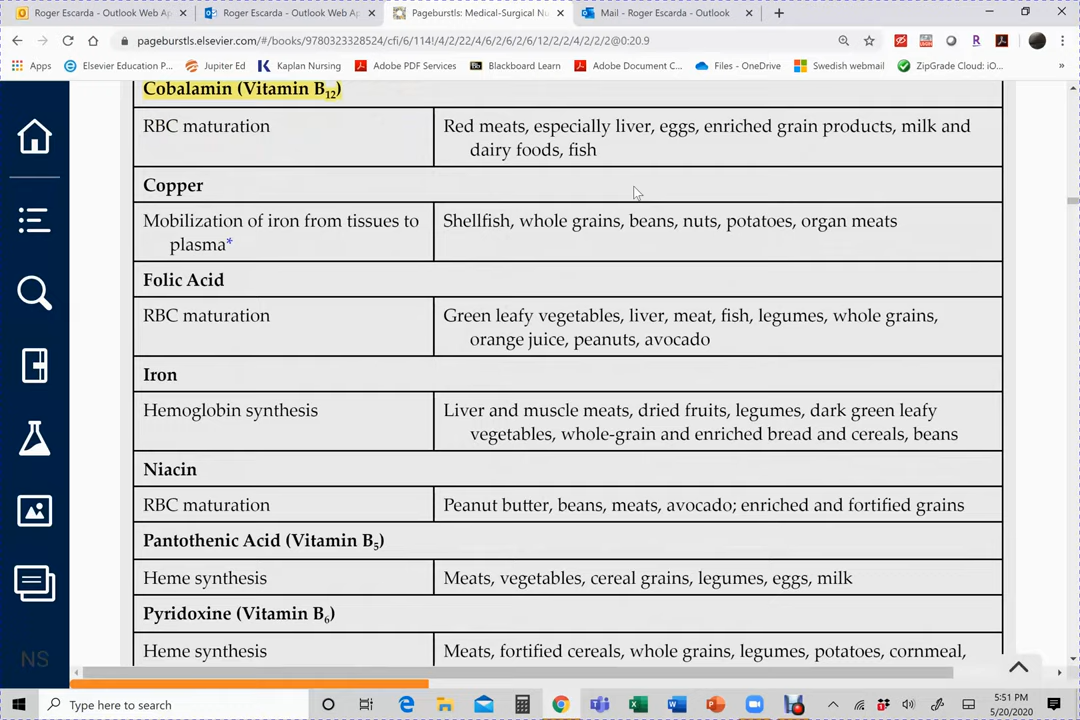 Roger Escarda - Outlook Web Ap
Roger Escarda - Outlook Web Ap
Pageburstls: Medical-Surgical Nu
Mail - Roger Escarda - Outlook
pageburstls.elsevier.com/#/books/9780323328524/cfi/6/114!/4/2/22/4/6/2/6/2/6/12/2/2/4/2/2/2@0:20.9
Apps
Elsevier Education P...
Jupiter Ed
Kaplan Nursing
Adobe PDF Services
Blackboard Learn
Adobe Document C...
Files - OneDrive
Swedish webmail
ZipGrade Cloud: iO...
Cobalamin (Vitamin B12)
RBC maturation
Red meats, especially liver, eggs, enriched grain products, milk and
dairy foods, fish
Copper
Mobilization of iron from tissues to
plasma*
Shellfish, whole grains, beans, nuts, potatoes, organ meats
Folic Acid
RBC maturation
Green leafy vegetables, liver, meat, fish, legumes, whole grains,
orange juice, peanuts, avocado
Iron
Hemoglobin synthesis
Liver and muscle meats, dried fruits, legumes, dark green leafy
vegetables, whole-grain and enriched bread and cereals, beans
Niacin
RBC maturation
Peanut butter, beans, meats, avocado; enriched and fortified grains
Pantothenic Acid (Vitamin B5)
Heme synthesis
Meats, vegetables, cereal grains, legumes, eggs, milk
Pyridoxine (Vitamin B6)
Heme synthesis
Meats, fortified cereals, whole grains, legumes, potatoes, cornmeal,
NS
Type here to search
5:51 PM
5/20/2020